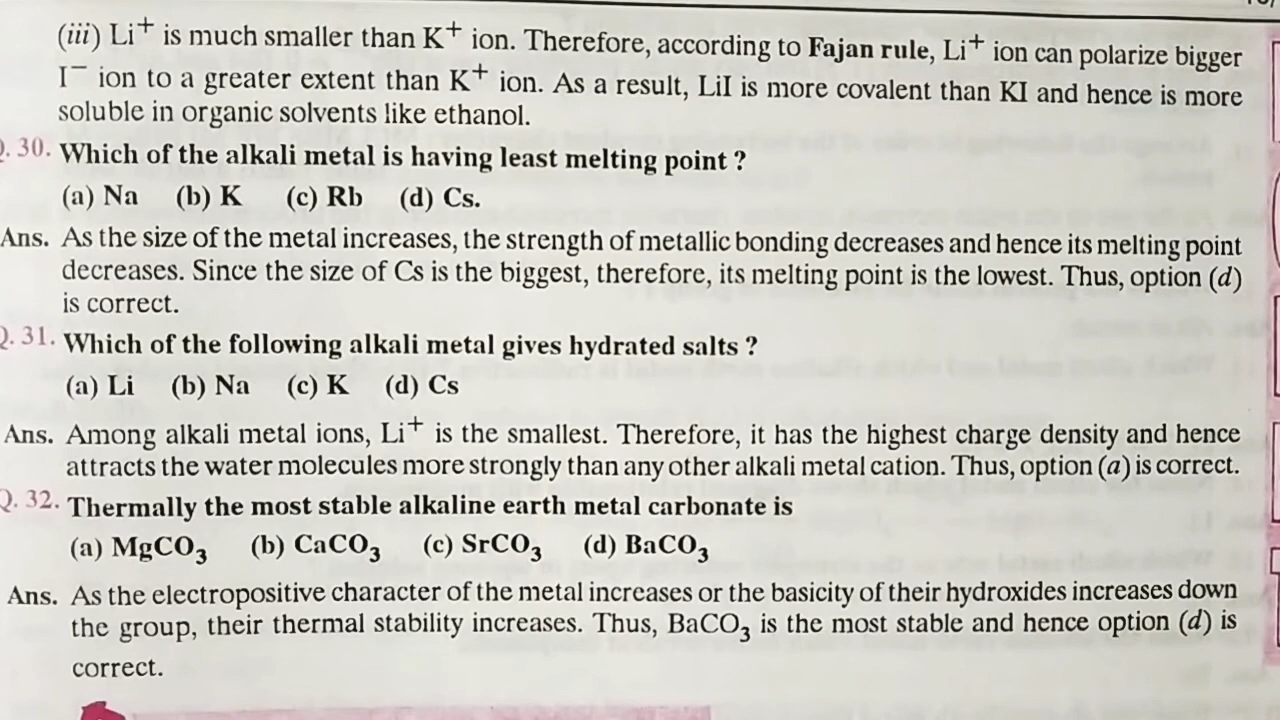 (iii) Li⁺ is much smaller than K⁺ ion. Therefore, according to Fajan rule, Li⁺ ion can polarize bigger
I⁻ ion to a greater extent than K⁺ ion. As a result, LiI is more covalent than KI and hence is more
soluble in organic solvents like ethanol.
Q. 30. Which of the alkali metal is having least melting point ?
(a) Na (b) K (c) Rb (d) Cs.
Ans. As the size of the metal increases, the strength of metallic bonding decreases and hence its melting point
decreases. Since the size of Cs is the biggest, therefore, its melting point is the lowest. Thus, option (d)
is correct.
Q. 31. Which of the following alkali metal gives hydrated salts ?
(a) Li (b) Na (c) K (d) Cs
Ans. Among alkali metal ions, Li⁺ is the smallest. Therefore, it has the highest charge density and hence
attracts the water molecules more strongly than any other alkali metal cation. Thus, option (a) is correct.
Q. 32. Thermally the most stable alkaline earth metal carbonate is
(a) MgCO₃ (b) CaCO₃ (c) SrCO₃ (d) BaCO₃
Ans. As the electropositive character of the metal increases or the basicity of their hydroxides increases down
the group, their thermal stability increases. Thus, BaCO₃ is the most stable and hence option (d) is
correct.